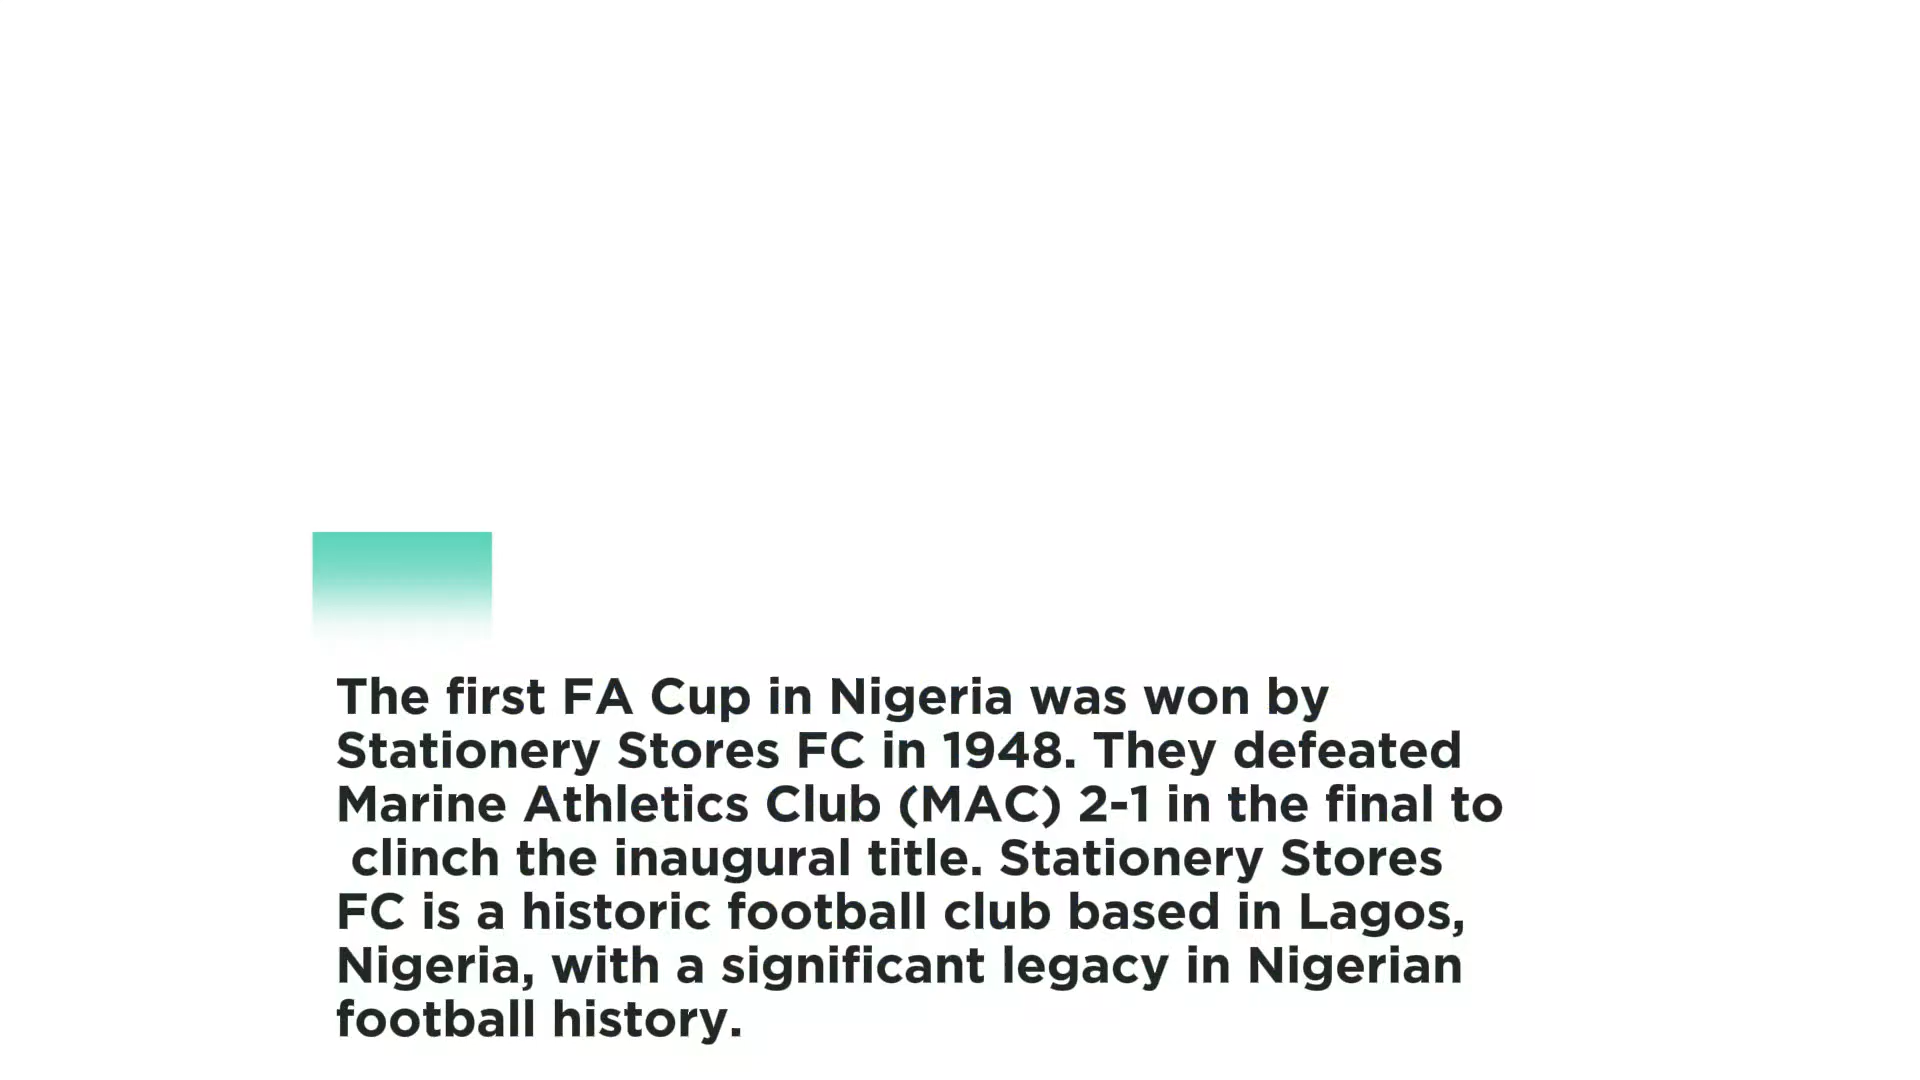 The first FA Cup in Nigeria was won by
Stationery Stores FC in 1948. They defeated
Marine Athletics Club (MAC) 2-1 in the final to
clinch the inaugural title. Stationery Stores
FC is a historic football club based in Lagos,
Nigeria, with a significant legacy in Nigerian
football history.